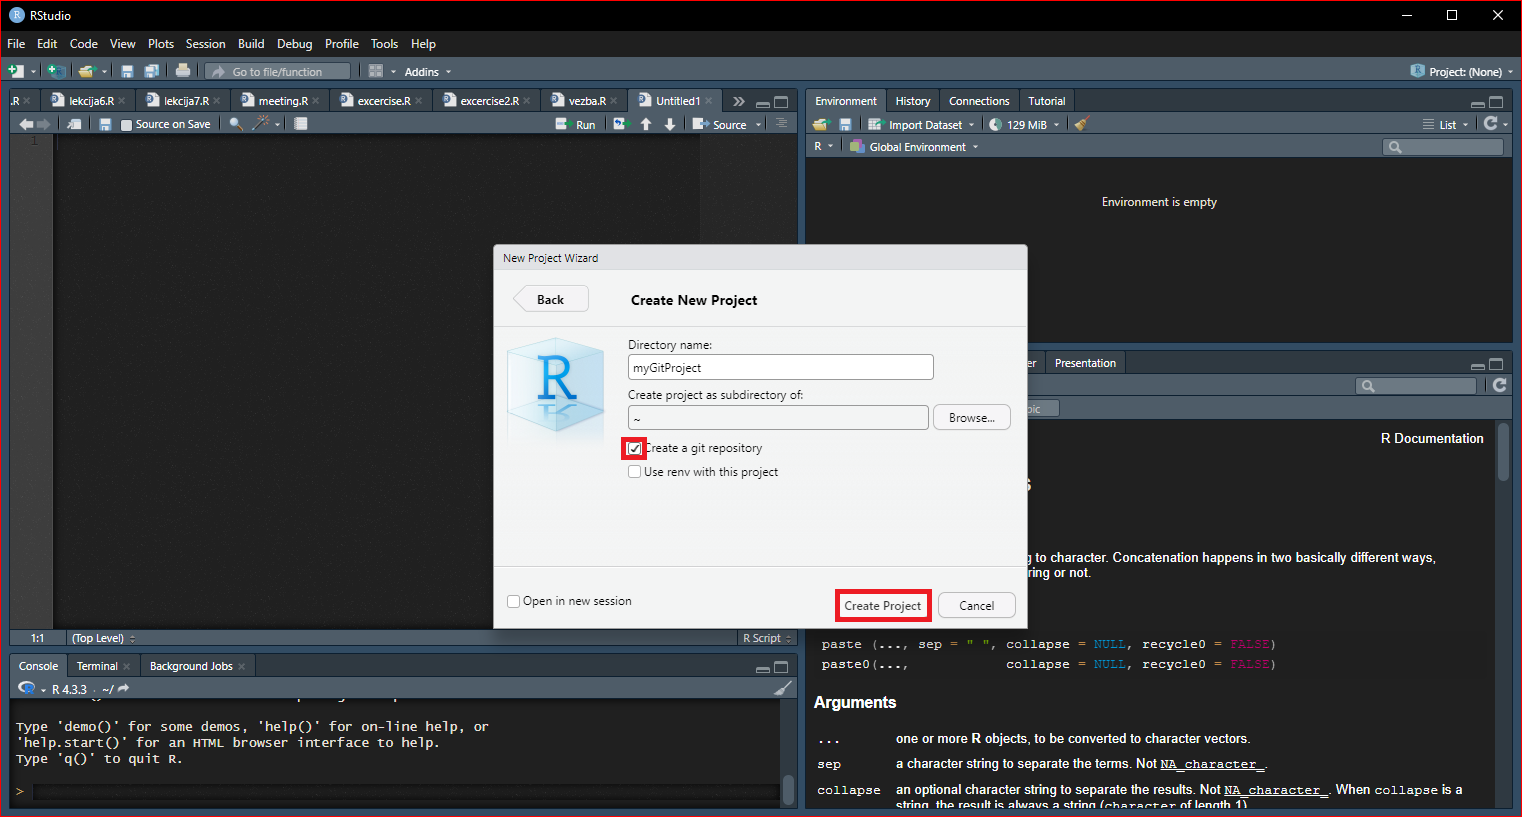 RStudio
File Edit Code View Plots Session Build Debug Profile Tools Help
Go to file/function Addins Project: (None)
.R lekcija6.R lekcija7.R meeting.R excercise.R excercise2.R vezba.R Untitled1
Source on Save Run Source
1
Environment History Connections Tutorial
Import Dataset 129 MiB List
R Global Environment
Environment is empty
New Project Wizard
Back
Create New Project
R
Directory name:
myGitProject
Create project as subdirectory of:
~
Browse...
Create a git repository
Use renv with this project
Open in new session
Create Project Cancel
er Presentation
pic
R Documentation
s
g to character. Concatenation happens in two basically different ways,
ring or not.
paste (..., sep = " ", collapse = NULL, recycle0 = FALSE)
paste0(..., collapse = NULL, recycle0 = FALSE)
Arguments
... one or more R objects, to be converted to character vectors.
sep a character string to separate the terms. Not NA_character_.
collapse an optional character string to separate the results. Not NA_character_. When collapse is a
string, the result is always a string (character of length 1).
1:1 (Top Level) R Script
Console Terminal Background Jobs
R 4.3.3 · ~/
Type 'demo()' for some demos, 'help()' for on-line help, or
'help.start()' for an HTML browser interface to help.
Type 'q()' to quit R.
>